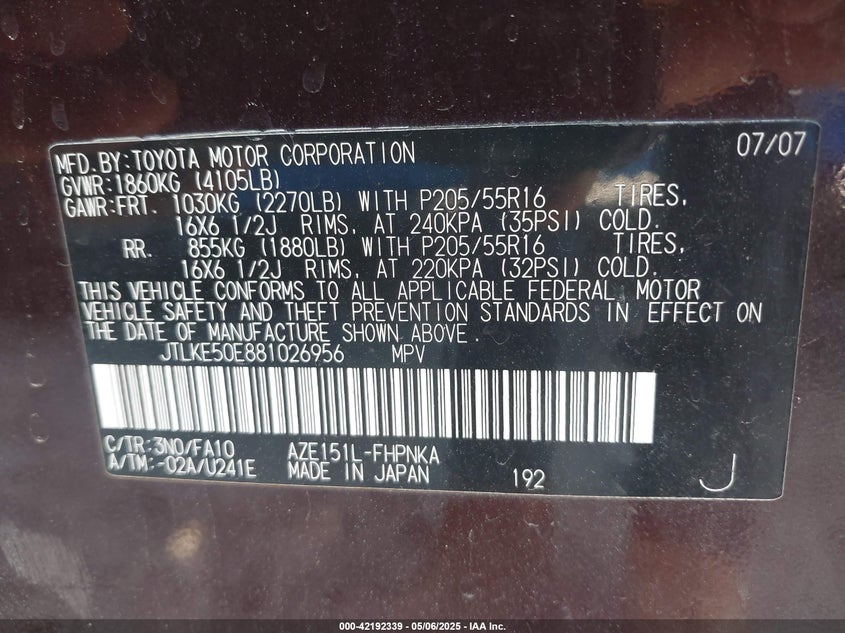 MFD.BY:TOYOTA MOTOR CORPORATION 07/07
GVWR:1860KG (4105LB)
GAWR:FRT. 1030KG (2270LB) WITH P205/55R16 TIRES,
16X6 1/2J RIMS, AT 240KPA (35PSI) COLD.
RR. 855KG (1880LB) WITH P205/55R16 TIRES,
16X6 1/2J RIMS, AT 220KPA (32PSI) COLD.
THIS VEHICLE CONFORMS TO ALL APPLICABLE FEDERAL MOTOR
VEHICLE SAFETY AND THEFT PREVENTION STANDARDS IN EFFECT ON
THE DATE OF MANUFACTURE SHOWN ABOVE.
JTLKE50E881026956 MPV
C/TR:3N0/FA10 AZE151L-FHPNKA
A/TM:-02A/U241E MADE IN JAPAN 192 J
000-42192339 - 05/06/2025 - IAA Inc.